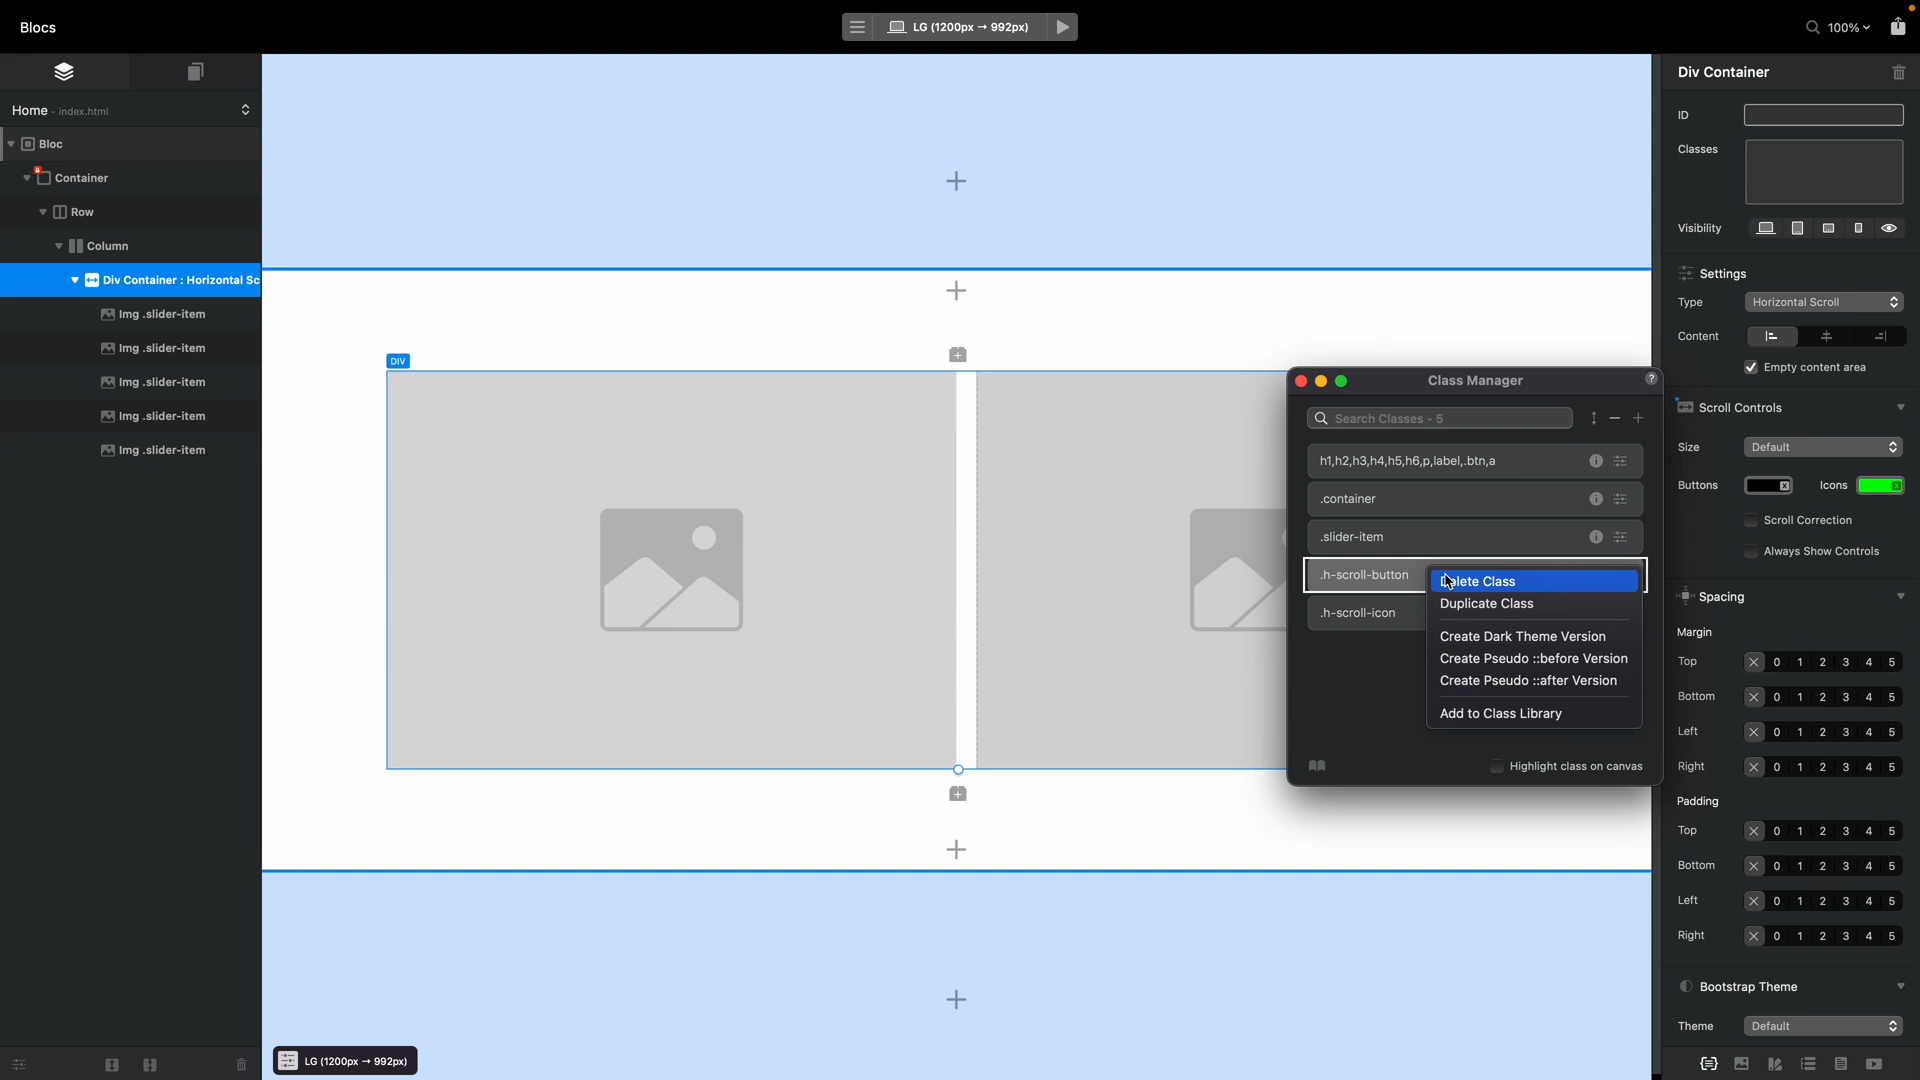 Blocs
LG (1200px → 992px)
100%
Home - index.html
Bloc
Container
Row
Column
Div Container : Horizontal Sc
Img .slider-item
Img .slider-item
Img .slider-item
Img .slider-item
Img .slider-item
DIV
LG (1200px → 992px)
Class Manager
?
Search Classes - 5
h1,h2,h3,h4,h5,h6,p,label,.btn,a
.container
.slider-item
.h-scroll-button
.h-scroll-icon
Delete Class
Duplicate Class
Create Dark Theme Version
Create Pseudo ::before Version
Create Pseudo ::after Version
Add to Class Library
Highlight class on canvas
Div Container
ID
Classes
Visibility
Settings
Type Horizontal Scroll
Content
Empty content area
Scroll Controls
Size Default
Buttons Icons
Scroll Correction
Always Show Controls
Spacing
Margin
Top 0 1 2 3 4 5
Bottom 0 1 2 3 4 5
Left 0 1 2 3 4 5
Right 0 1 2 3 4 5
Padding
Top 0 1 2 3 4 5
Bottom 0 1 2 3 4 5
Left 0 1 2 3 4 5
Right 0 1 2 3 4 5
Bootstrap Theme
Theme Default